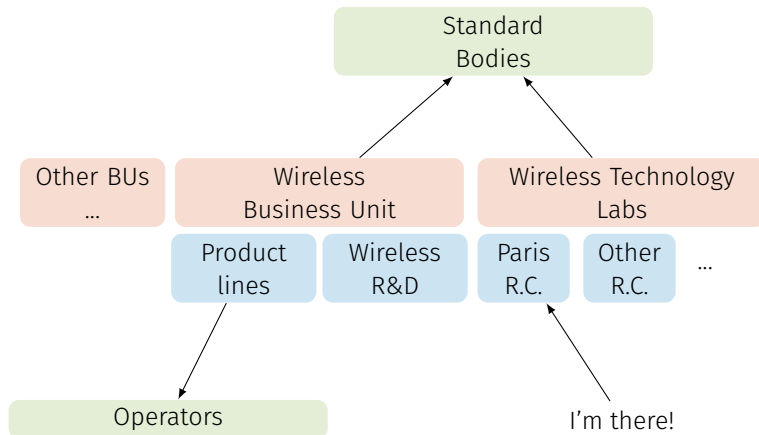 Standard
Bodies
Other BUs
...
Wireless
Business Unit
Wireless Technology
Labs
Product
lines
Wireless
R&D
Paris
R.C.
Other
R.C.
...
Operators
I'm there!